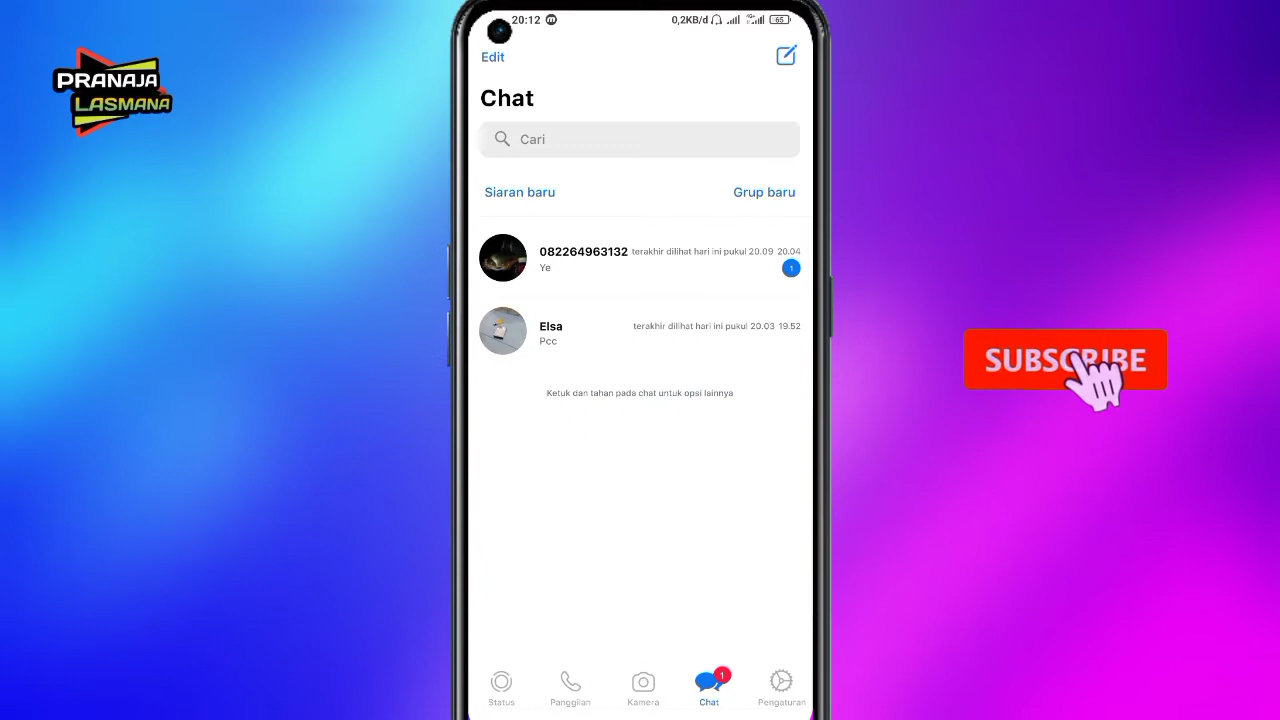 PRANAJA
LASMANA
20:12
0,2KB/d
4G+
65
Edit
Chat
Cari
Siaran baru
Grup baru
082264963132 terakhir dilihat hari ini pukul 20.09 20.04
Ye
1
Elsa terakhir dilihat hari ini pukul 20.03 19.52
Pcc
Ketuk dan tahan pada chat untuk opsi lainnya
SUBSCRIBE
1
Status Panggilan Kamera Chat Pengaturan